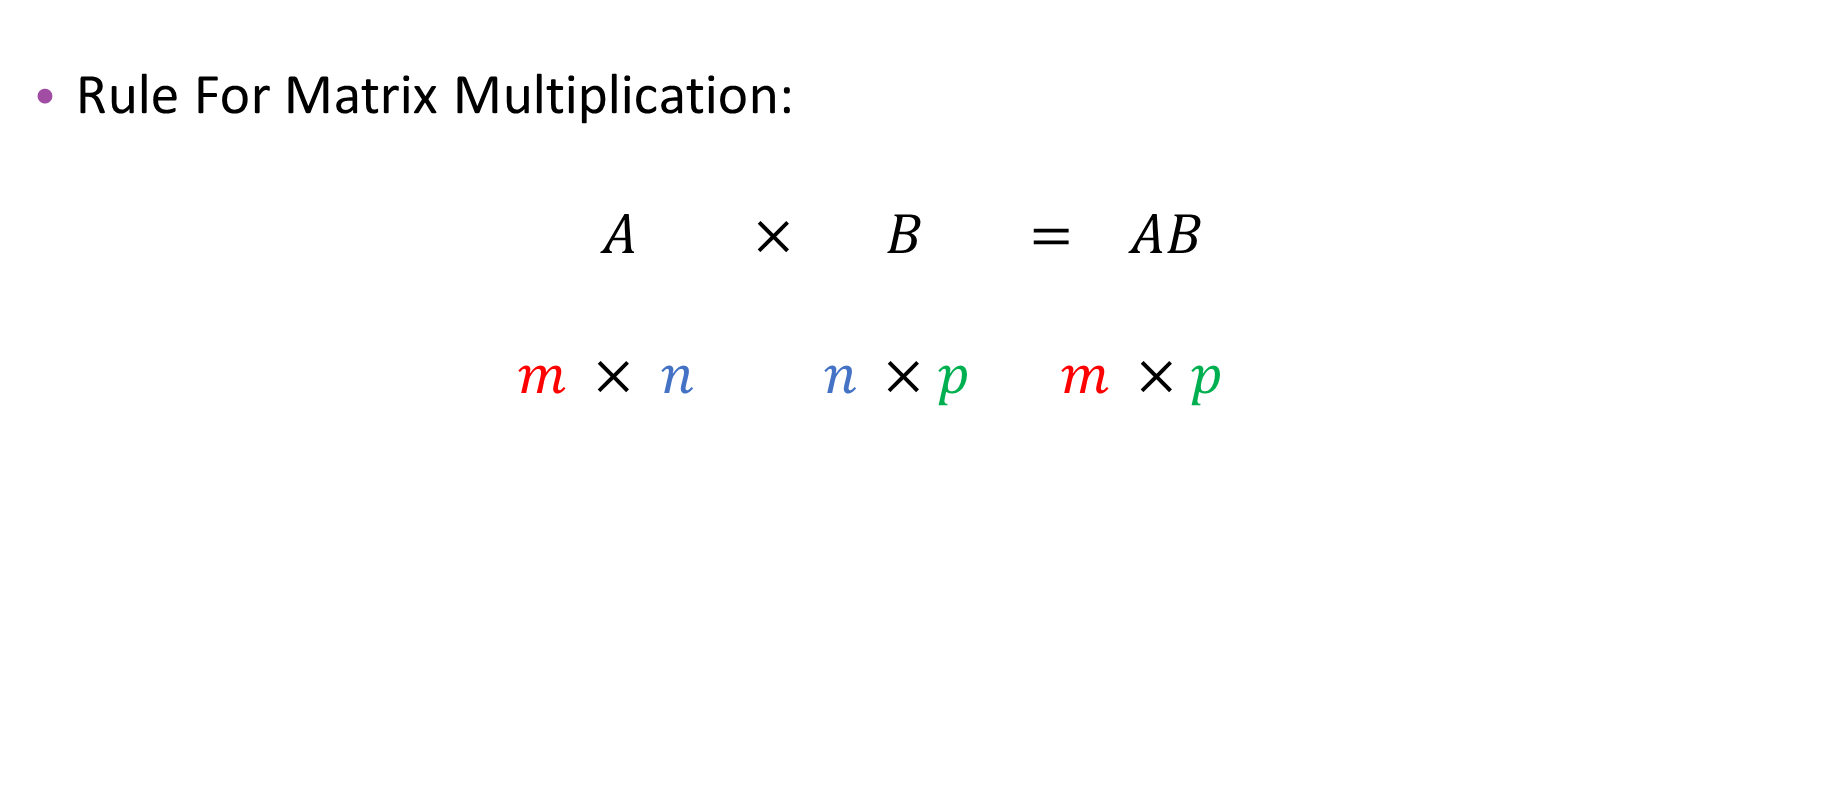 • Rule For Matrix Multiplication:
A × B = AB
m × n n × p m × p